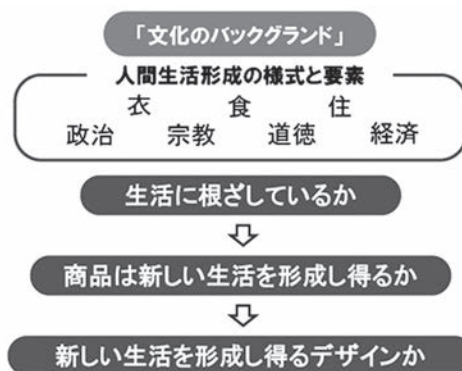 「文化のバックグランド」
人間生活形成の様式と要素
衣 食 住
政治 宗教 道徳 経済
生活に根ざしているか
商品は新しい生活を形成し得るか
新しい生活を形成し得るデザインか